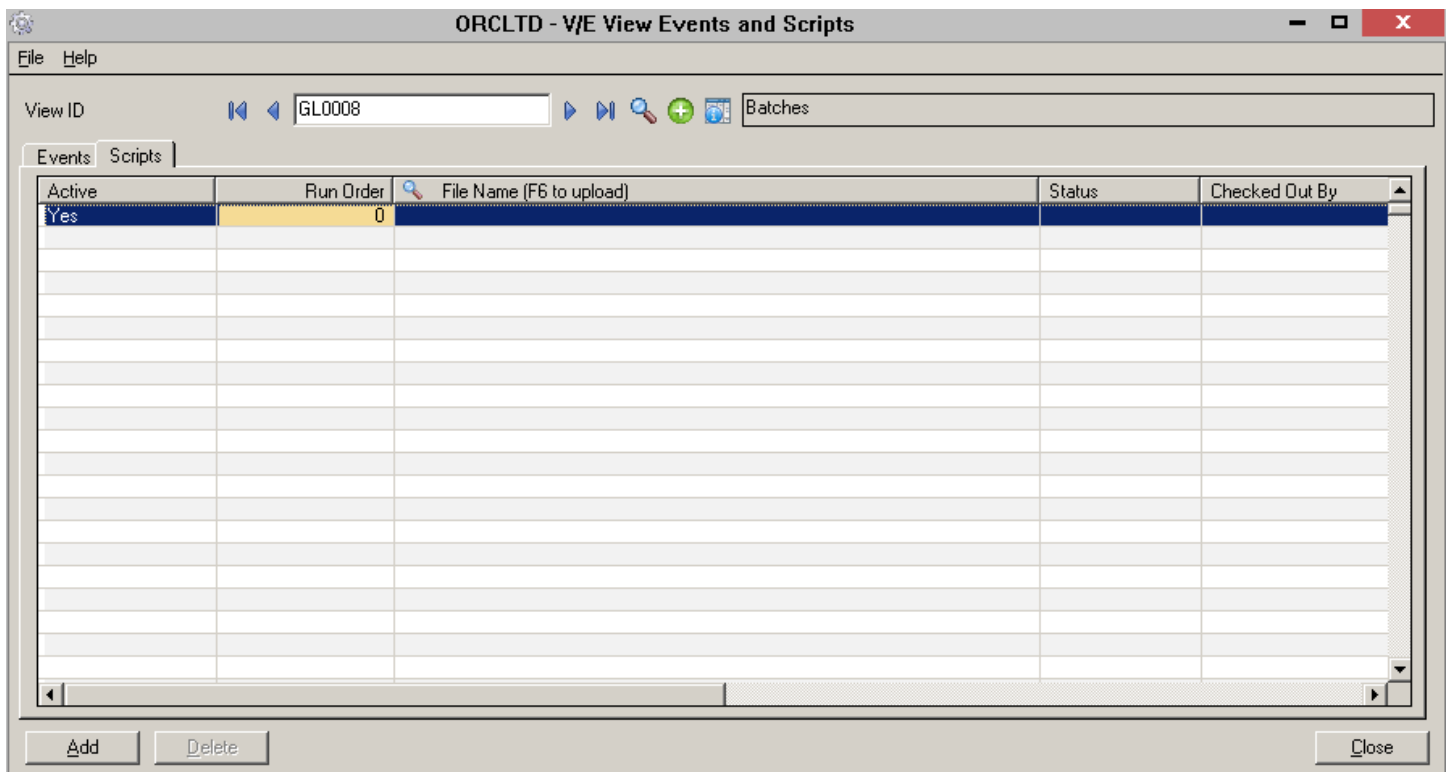 ORCLTD - V/E View Events and Scripts
File Help
View ID GL0008 Batches
Events Scripts
Active Run Order File Name (F6 to upload) Status Checked Out By
Yes 0
Add Delete Close